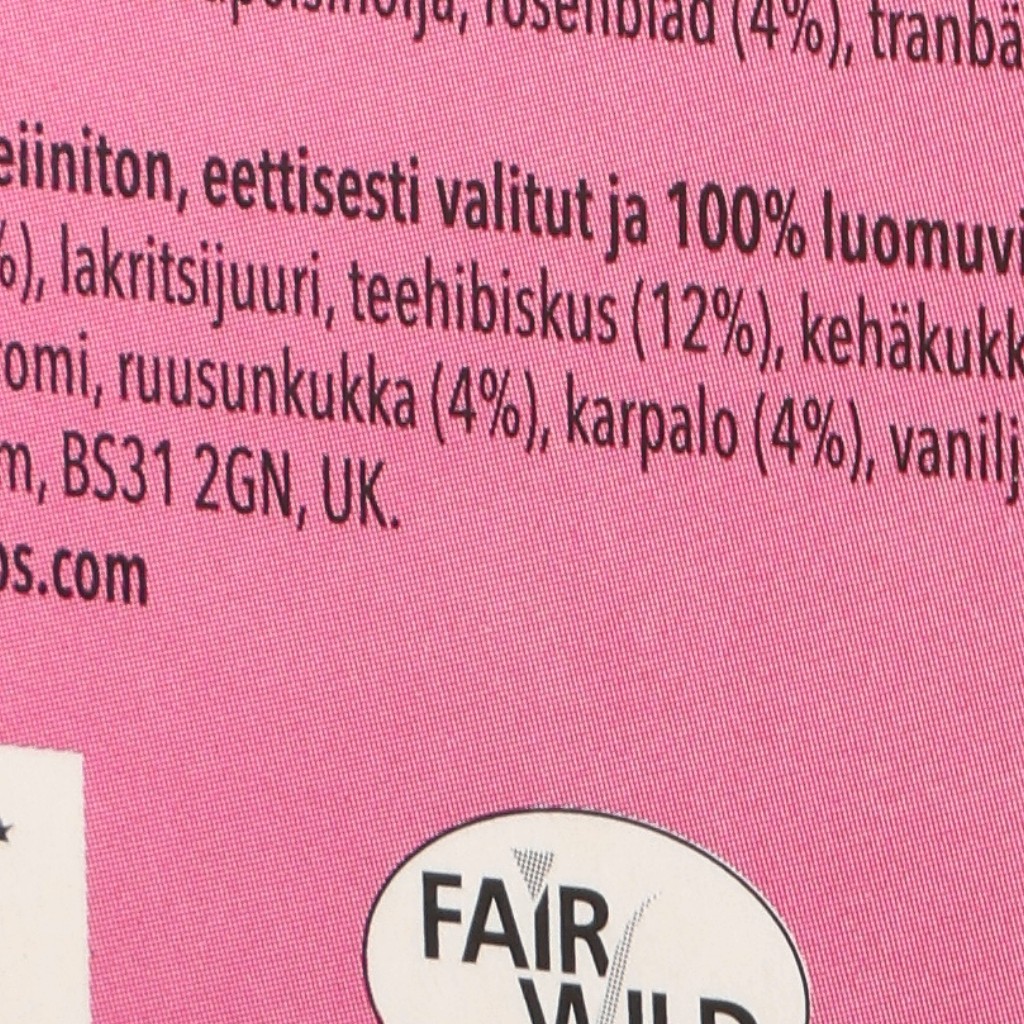 rosenblad (4%), tranbä
eiiniton, eettisesti valitut ja 100% luomuvi
%), lakritsijuuri, teehibiskus (12%), kehäkukk
omi, ruusunkukka (4%), karpalo (4%), vanilj
m, BS31 2GN, UK.
os.com
FAIR
WILD